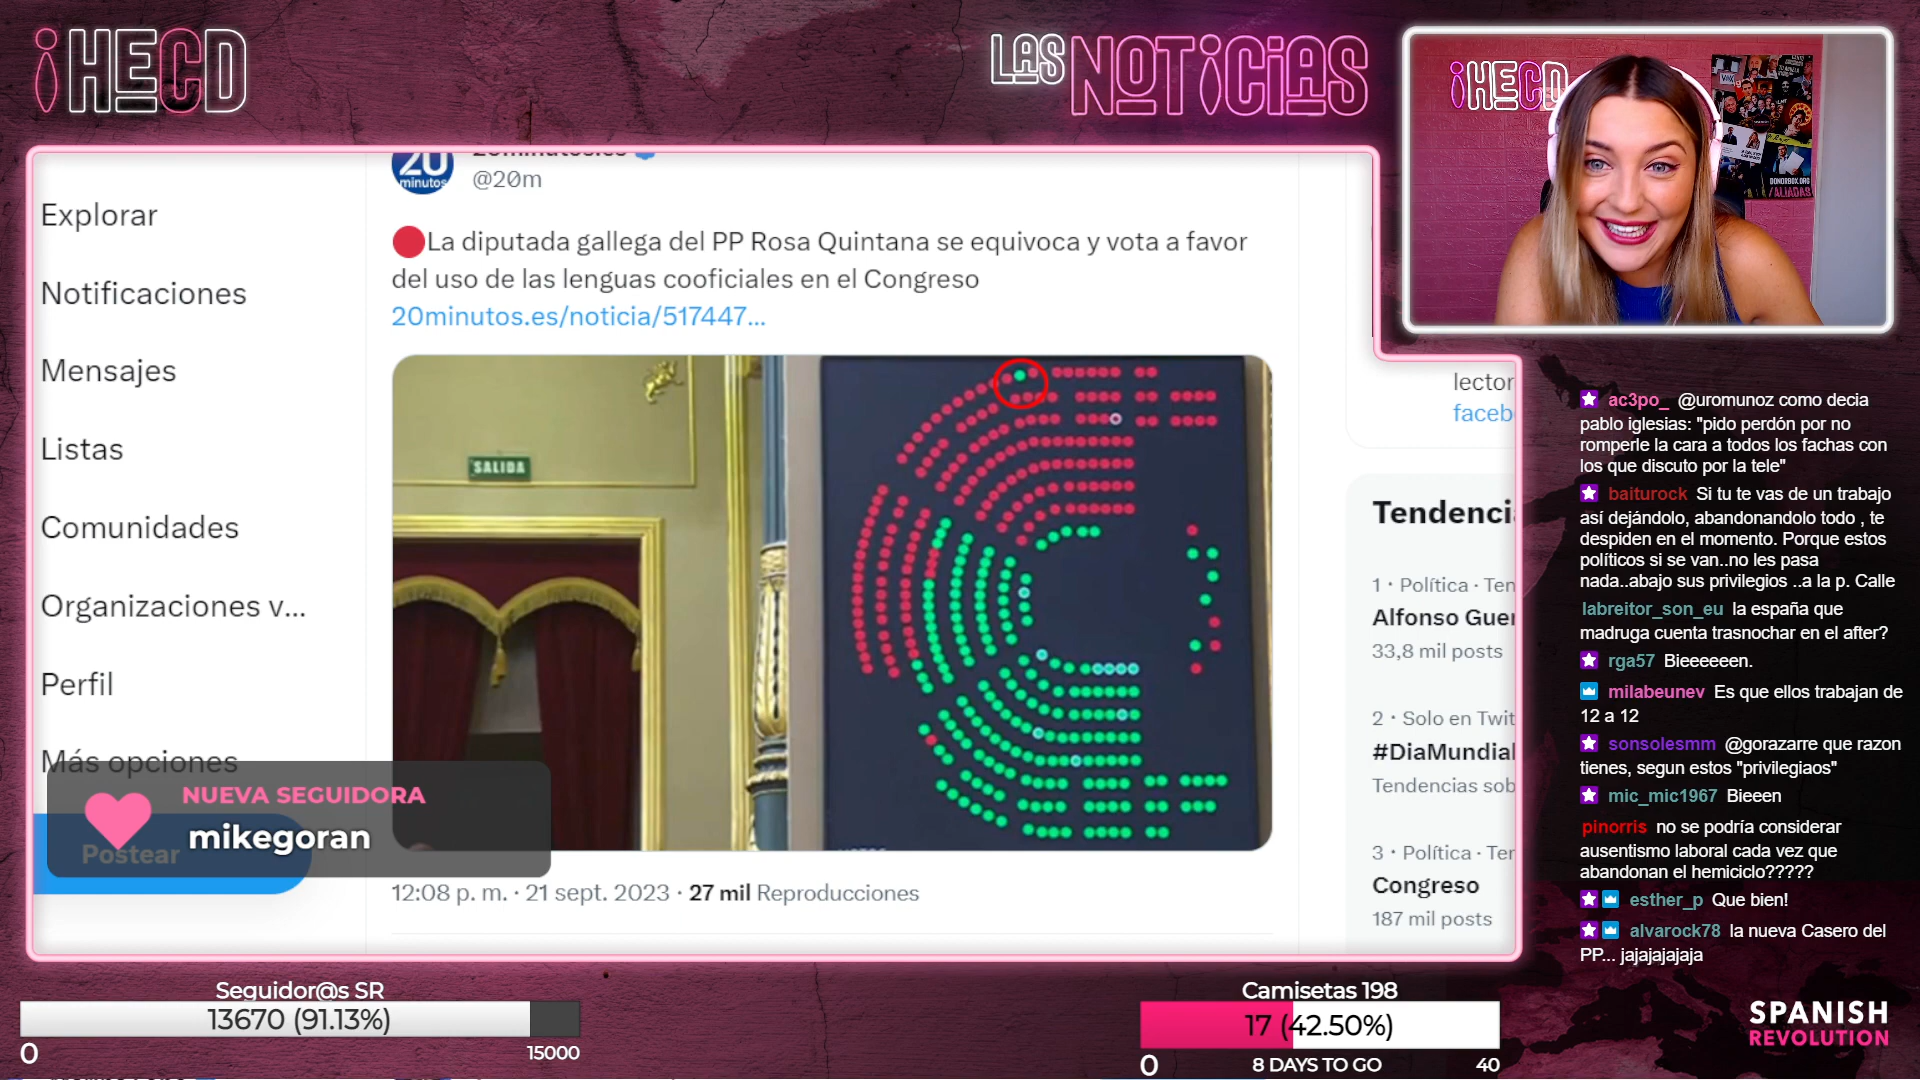 ¡HECD
LAS NOTICIAS
¡HECD
DONORBOX.ORG
/ALIADAS
20
minutos
@20m
Explorar
Notificaciones
Mensajes
Listas
Comunidades
Organizaciones v...
Perfil
Más opciones
Postear
🔴La diputada gallega del PP Rosa Quintana se equivoca y vota a favor
del uso de las lenguas cooficiales en el Congreso
20minutos.es/noticia/517447...
SALIDA
12:08 p. m. · 21 sept. 2023 · 27 mil Reproducciones
NUEVA SEGUIDORA
mikegoran
lector
faceb
Tendenci
1 · Política · Ten
Alfonso Guer
33,8 mil posts
2 · Solo en Twit
#DiaMundial
Tendencias sob
3 · Política · Ter
Congreso
187 mil posts
ac3po_ @uromunoz como decia
pablo iglesias: "pido perdón por no
romperle la cara a todos los fachas con
los que discuto por la tele"
baiturock Si tu te vas de un trabajo
así dejándolo, abandonandolo todo , te
despiden en el momento. Porque estos
políticos si se van..no les pasa
nada..abajo sus privilegios ..a la p. Calle
labreitor_son_eu la españa que
madruga cuenta trasnochar en el after?
rga57 Bieeeeeen.
milabeunev Es que ellos trabajan de
12 a 12
sonsolesmm @gorazarre que razon
tienes, segun estos "privilegiaos"
mic_mic1967 Bieeen
pinorris no se podría considerar
ausentismo laboral cada vez que
abandonan el hemiciclo?????
esther_p Que bien!
alvarock78 la nueva Casero del
PP... jajajajajaja
Seguidor@s SR
13670 (91.13%)
0 15000
Camisetas 198
17 (42.50%)
0 8 DAYS TO GO 40
SPANISH
REVOLUTION